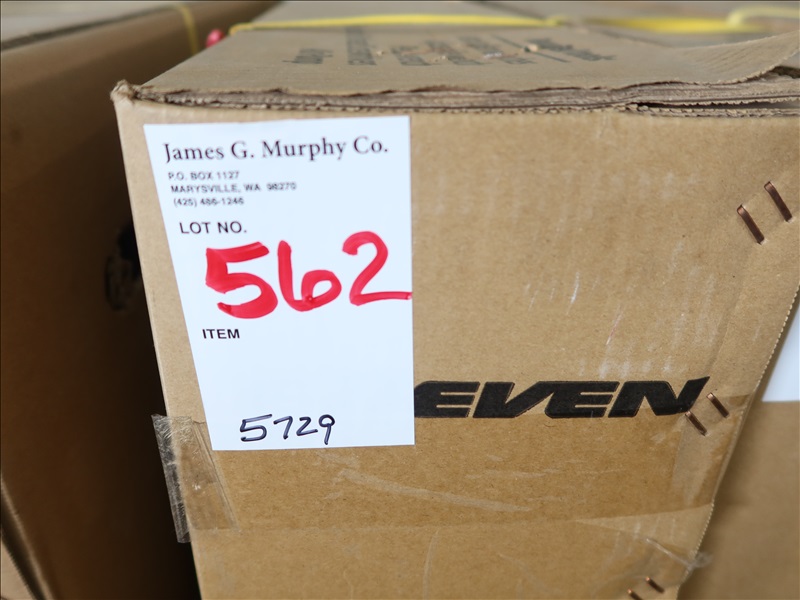 James G. Murphy Co.
P.O. BOX 1127
MARYSVILLE, WA 98270
(425) 486-1246
LOT NO.
562
ITEM
5729
EVEN